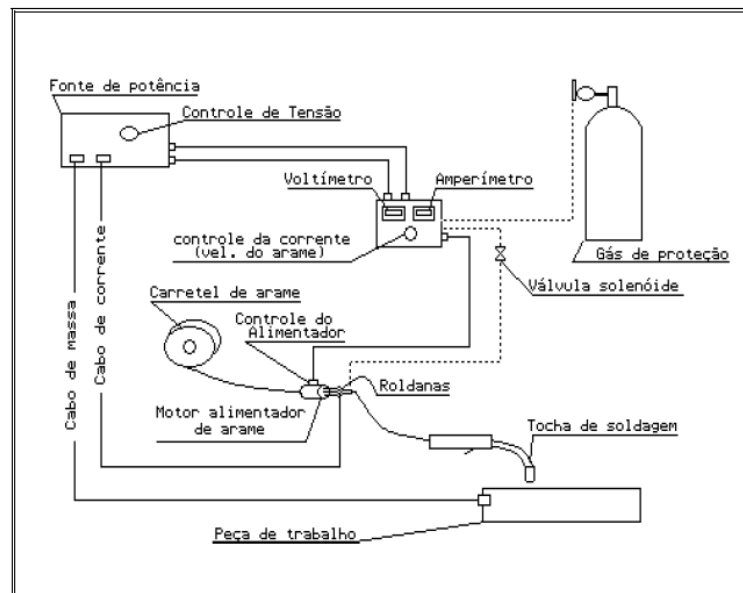 Fonte de potência
Controle de Tensão
Voltímetro
Amperímetro
controle da corrente
(vel. do arame)
Gás de proteção
Válvula solenóide
Carretel de arame
Controle do
Alimentador
Cabo de massa
Cabo de corrente
Roldanas
Motor alimentador
de arame
Tocha de soldagem
Peça de trabalho